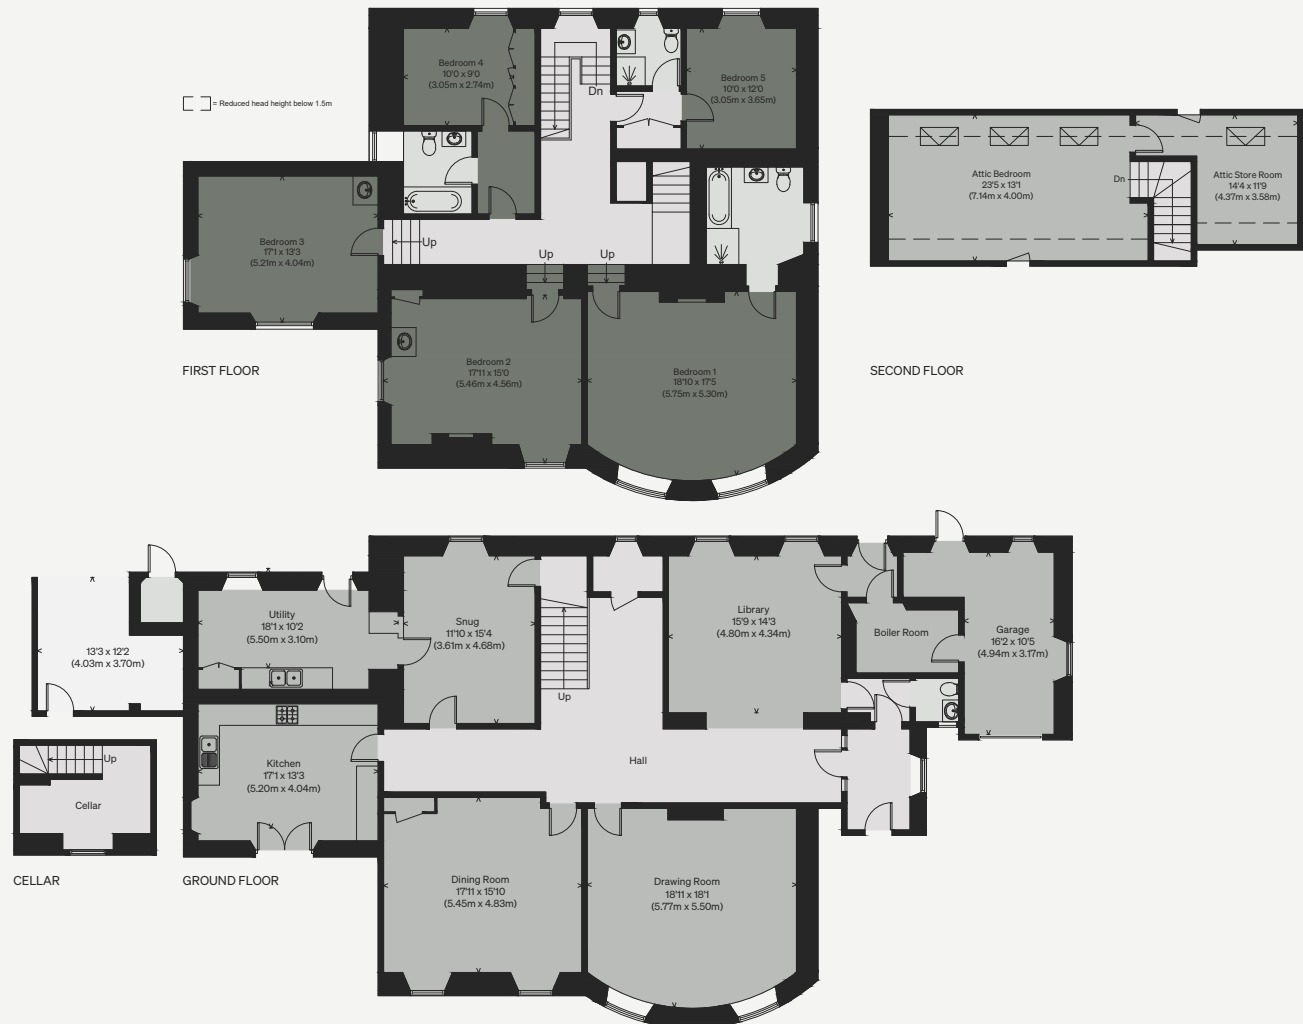 Bedroom 4
10'0 x 9'0
(3.05m x 2.74m)
Dn
Bedroom 5
10'0 x 12'0
(3.05m x 3.65m)
= Reduced head height below 1.5m
Bedroom 3
17'1 x 13'3
(5.21m x 4.04m)
Up
Up
Up
Bedroom 2
17'11 x 15'0
(5.46m x 4.56m)
Bedroom 1
18'10 x 17'5
(5.75m x 5.30m)
FIRST FLOOR
Attic Bedroom
23'5 x 13'1
(7.14m x 4.00m)
Dn
Attic Store Room
14'4 x 11'9
(4.37m x 3.58m)
SECOND FLOOR
13'3 x 12'2
(4.03m x 3.70m)
Utility
18'1 x 10'2
(5.50m x 3.10m)
Snug
11'10 x 15'4
(3.61m x 4.68m)
Up
Library
15'9 x 14'3
(4.80m x 4.34m)
Boiler Room
Garage
16'2 x 10'5
(4.94m x 3.17m)
Up
Cellar
Kitchen
17'1 x 13'3
(5.20m x 4.04m)
Hall
Dining Room
17'11 x 15'10
(5.45m x 4.83m)
Drawing Room
18'11 x 18'1
(5.77m x 5.50m)
CELLAR
GROUND FLOOR